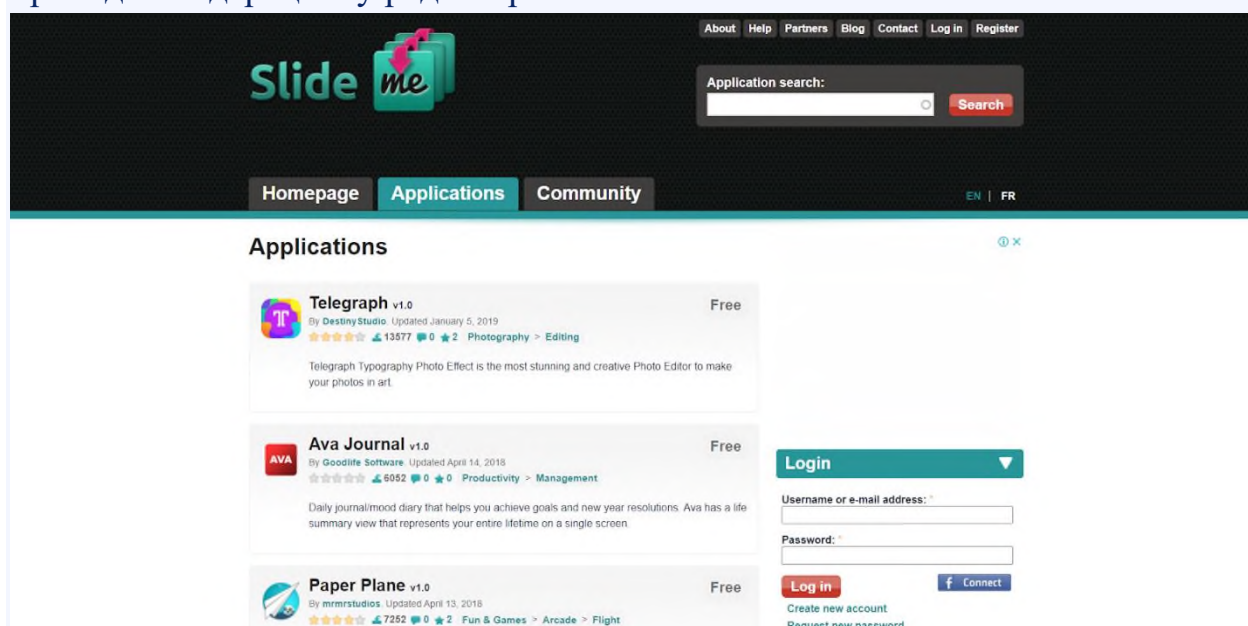 About Help Partners Blog Contact Log in Register
Slide me
Application search:
Search
Homepage Applications Community
EN | FR
Applications
Telegraph v1.0
Free
By DestinyStudio. Updated January 5, 2019
13577 0 2 Photography > Editing
Telegraph Typography Photo Effect is the most stunning and creative Photo Editor to make
your photos in art.
AVA
Ava Journal v1.0
Free
By Goodlife Software. Updated April 14, 2018
6052 0 0 Productivity > Management
Daily journal/mood diary that helps you achieve goals and new year resolutions. Ava has a life
summary view that represents your entire lifetime on a single screen.
Paper Plane v1.0
Free
By mrmrstudios. Updated April 13, 2018
7252 0 2 Fun & Games > Arcade > Flight
Login
Username or e-mail address: *
Password: *
Log in
f Connect
Create new account
Request new password